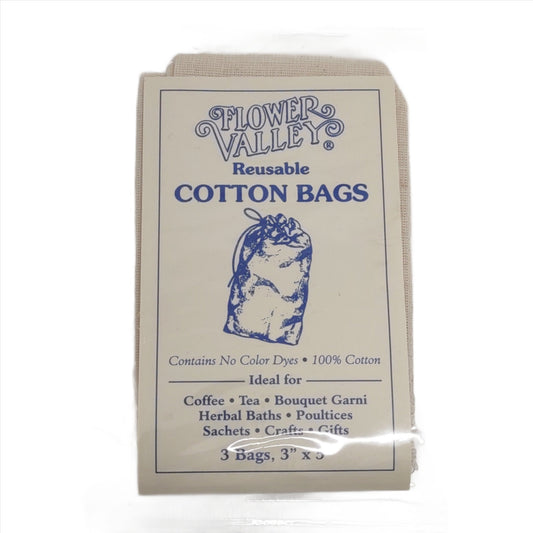 FLOWER
VALLEY®
Reusable
COTTON BAGS
Contains No Color Dyes • 100% Cotton
Ideal for
Coffee • Tea • Bouquet Garni
Herbal Baths • Poultices
Sachets • Crafts • Gifts
3 Bags, 3" x